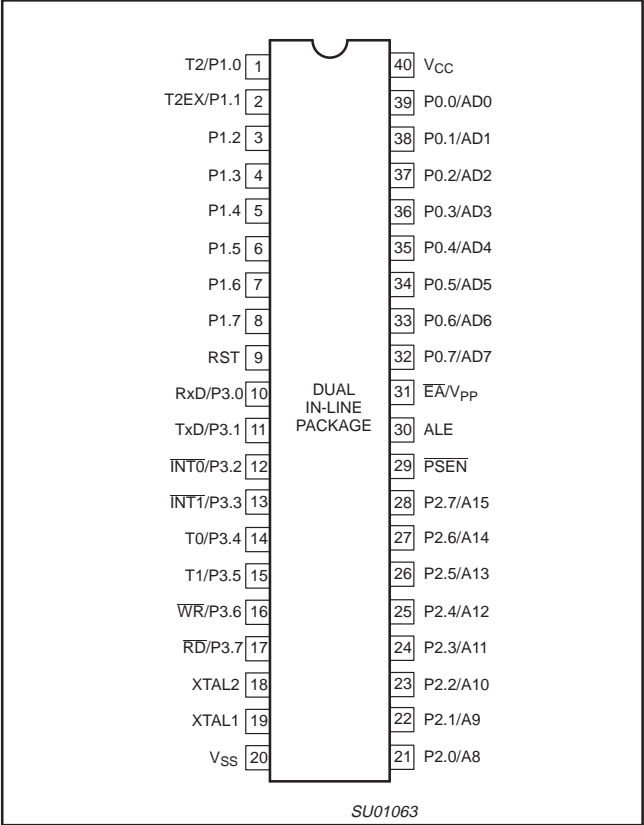 T2/P1.0 1 40 VCC
T2EX/P1.1 2 39 P0.0/AD0
P1.2 3 38 P0.1/AD1
P1.3 4 37 P0.2/AD2
P1.4 5 36 P0.3/AD3
P1.5 6 35 P0.4/AD4
P1.6 7 34 P0.5/AD5
P1.7 8 33 P0.6/AD6
RST 9 32 P0.7/AD7
RxD/P3.0 10 31 E̅A̅/VPP
TxD/P3.1 11 30 ALE
I̅N̅T̅0̅/P3.2 12 29 P̅S̅E̅N̅
I̅N̅T̅1̅/P3.3 13 28 P2.7/A15
T0/P3.4 14 27 P2.6/A14
T1/P3.5 15 26 P2.5/A13
W̅R̅/P3.6 16 25 P2.4/A12
R̅D̅/P3.7 17 24 P2.3/A11
XTAL2 18 23 P2.2/A10
XTAL1 19 22 P2.1/A9
VSS 20 21 P2.0/A8
DUAL
IN-LINE
PACKAGE
SU01063